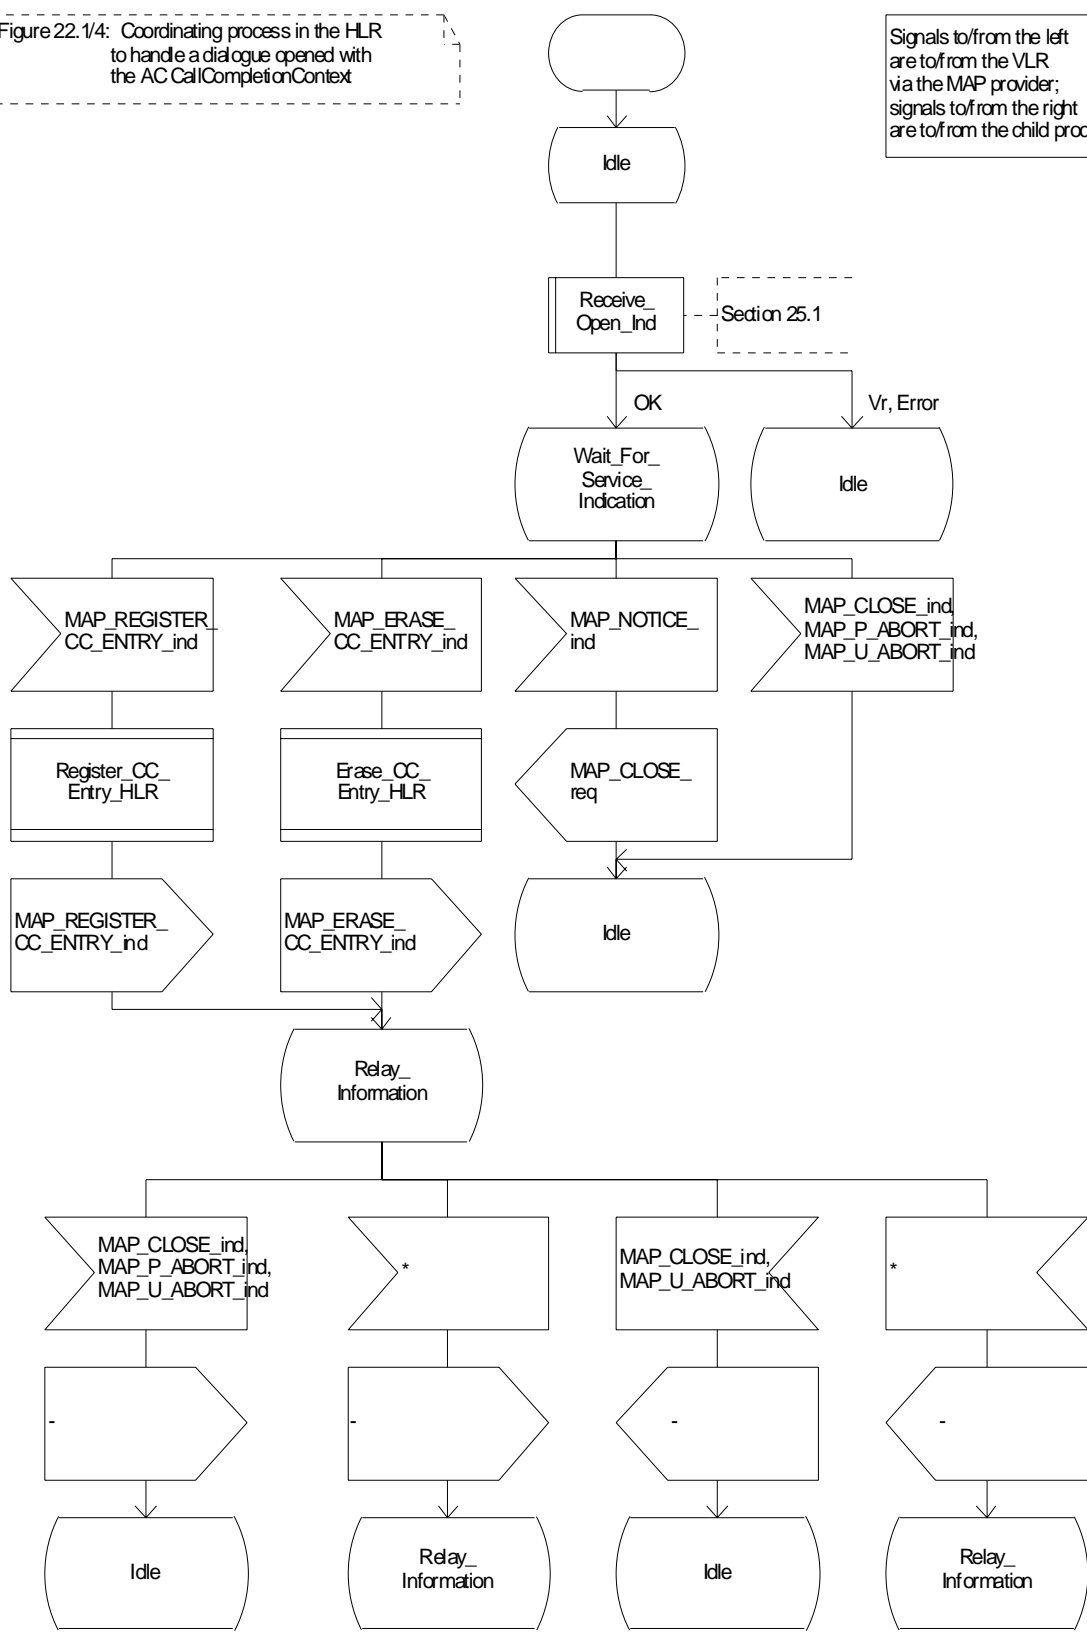 Figure 22.1/4: Coordinating process in the HLR
to handle a dialogue opened with
the AC CallCompletionContext
Signals to/from the left
are to/from the VLR
via the MAP provider;
signals to/from the right
are to/from the child
Idle
Receive_
Open_Ind
Section 25.1
OK
Vr, Error
Wait_For_
Service_
Indication
Idle
MAP_REGISTER_
CC_ENTRY_ind
MAP_ERASE_
CC_ENTRY_ind
MAP_NOTICE_
ind
MAP_CLOSE_ind,
MAP_P_ABORT_ind,
MAP_U_ABORT_ind
Register_CC_
Entry_HLR
Erase_CC_
Entry_HLR
MAP_CLOSE_
req
MAP_REGISTER_
CC_ENTRY_ind
MAP_ERASE_
CC_ENTRY_ind
Idle
Relay_
Information
MAP_CLOSE_ind,
MAP_P_ABORT_ind,
MAP_U_ABORT_ind
*
MAP_CLOSE_ind,
MAP_U_ABORT_ind
*
-
-
-
-
Idle
Relay_
Information
Idle
Relay_
Information